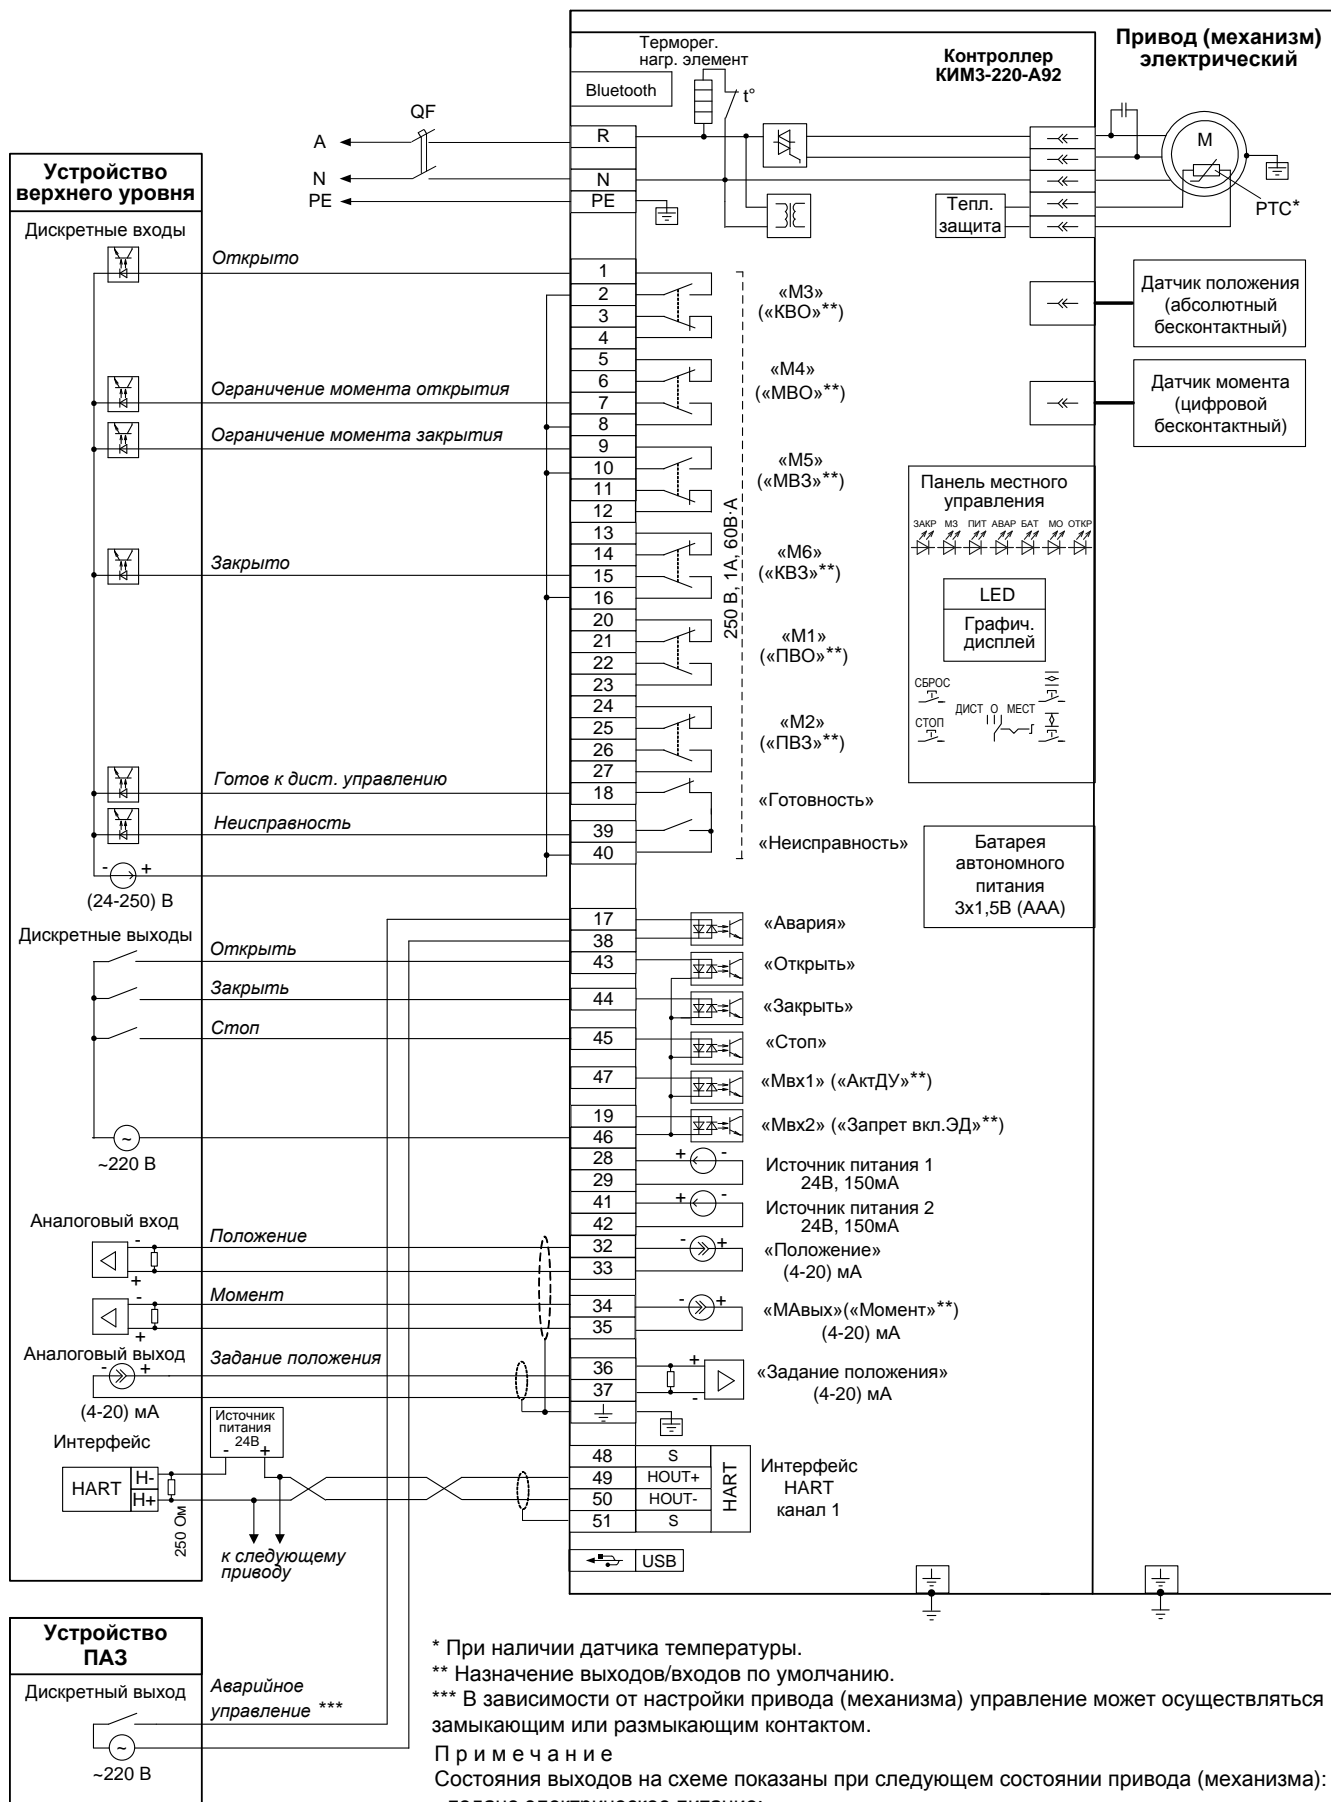 Привод (механизм)
электрический
Контроллер
КИМ3-220-А92
Терморег.
нагр. элемент
Bluetooth
t°
QF
A
R
M
N
N
PE
PE
Тепл.
защита
PTC*
Устройство
верхнего уровня
Дискретные входы
Открыто
1
2
3
4
«М3»
(«КВО»**)
Датчик положения
(абсолютный
бесконтактный)
5
6
7
8
«М4»
(«МВО»**)
Ограничение момента открытия
Датчик момента
(цифровой
бесконтактный)
Ограничение момента закрытия
9
10
11
12
«М5»
(«МВЗ»**)
250 В, 1А, 60В·А
Панель местного
управления
ЗАКР МЗ ПИТ АВАР БАТ МО ОТКР
13
14
15
16
«М6»
(«КВЗ»**)
Закрыто
LED
Графич.
дисплей
20
21
22
23
«М1»
(«ПВО»**)
СБРОС
СТОП
ДИСТ О МЕСТ
24
25
26
27
«М2»
(«ПВЗ»**)
Готов к дист. управлению
18
«Готовность»
Неисправность
39
40
«Неисправность»
Батарея
автономного
питания
3х1,5В (ААА)
- +
(24-250) В
17
38
«Авария»
Дискретные выходы
Открыть
43
«Открыть»
Закрыть
44
«Закрыть»
Стоп
45
«Стоп»
47
«Мвх1» («АктДУ»**)
19
46
«Мвх2» («Запрет вкл.ЭД»**)
~
~220 В
28
29
+ -
Источник питания 1
24В, 150мА
41
42
+ -
Источник питания 2
24В, 150мА
Аналоговый вход
-
+
Положение
32
33
- +
«Положение»
(4-20) мА
-
+
Момент
34
35
- +
«МАвых»(«Момент»**)
(4-20) мА
Аналоговый выход
- +
(4-20) мА
Задание положения
36
37
+
-
«Задание положения»
(4-20) мА
Интерфейс
Источник
питания
24В
- +
HART
H-
H+
250 Ом
к следующему
приводу
48 S
49 HOUT+
50 HOUT-
51 S
HART
Интерфейс
HART
канал 1
USB
Устройство
ПАЗ
Дискретный выход
Аварийное
управление ***
~
~220 В
* При наличии датчика температуры.
** Назначение выходов/входов по умолчанию.
*** В зависимости от настройки привода (механизма) управление может осуществляться
замыкающим или размыкающим контактом.
Примечание
Состояния выходов на схеме показаны при следующем состоянии привода (механизма):